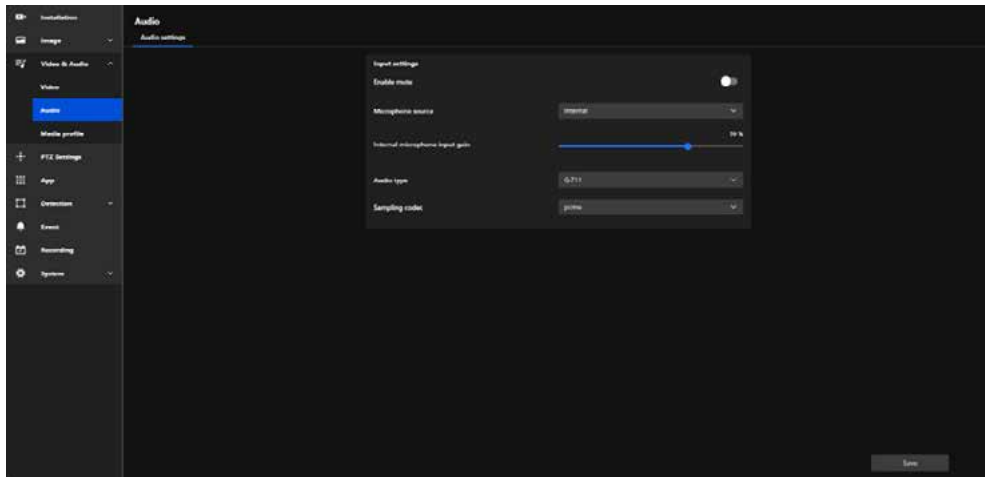 Installation
Image
Video & Audio
Video
Audio
Media profile
PTZ Settings
App
Detection
Event
Recording
System
Audio
Audio settings
Input settings
Enable mute
Microphone source
Internal
Internal microphone input gain
Audio type
G.711
Sampling codec
pcmu
Save